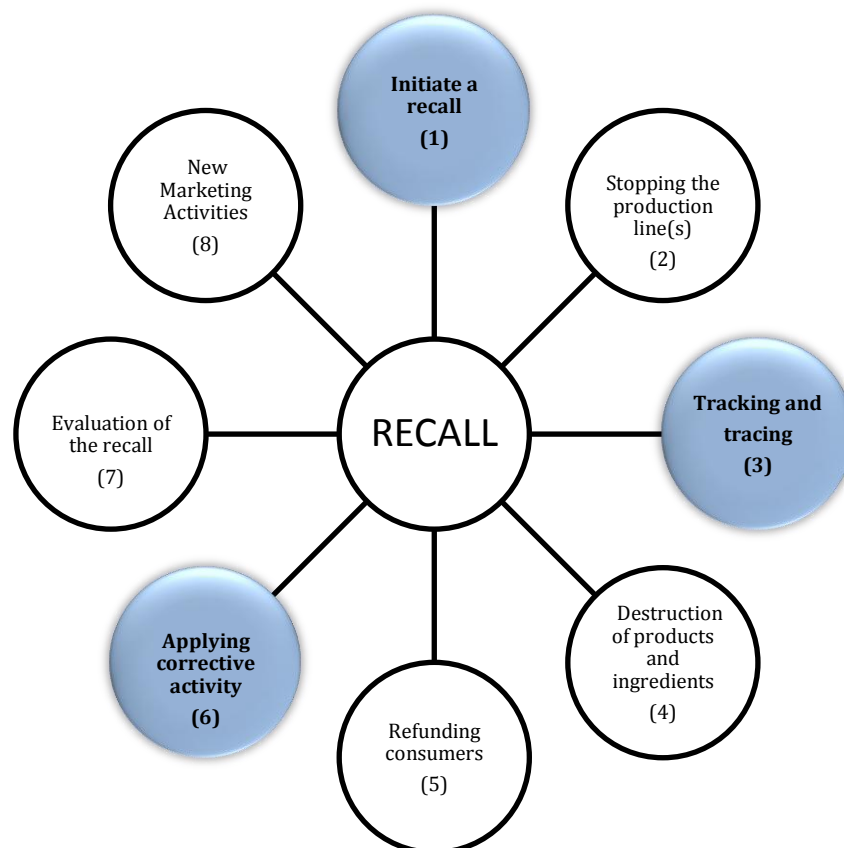 Initiate a
recall
(1)
Stopping the
production
line(s)
(2)
Tracking and
tracing
(3)
Destruction
of products
and
ingredients
(4)
Refunding
consumers
(5)
Applying
corrective
activity
(6)
Evaluation of
the recall
(7)
New
Marketing
Activities
(8)
RECALL